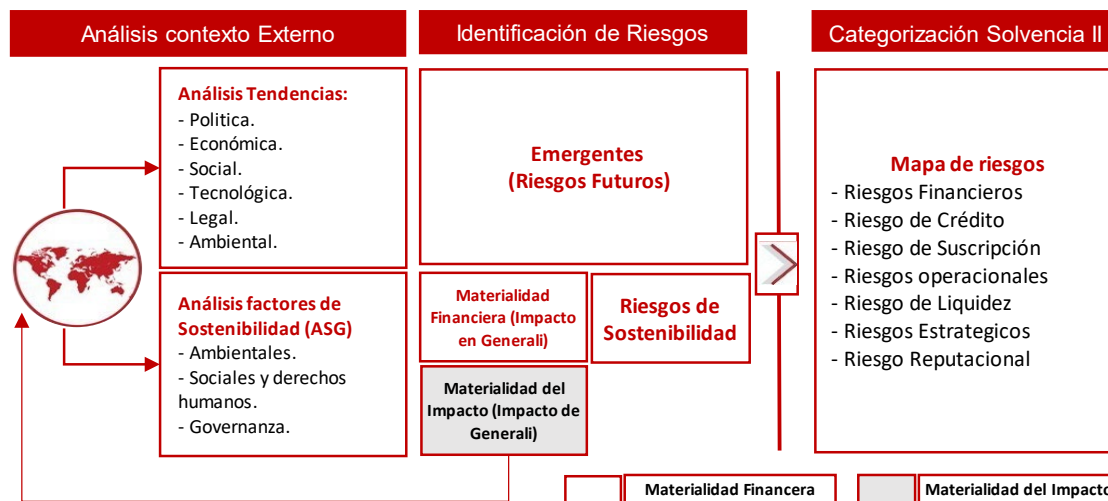 Análisis contexto Externo
Identificación de Riesgos
Categorización Solvencia II
Análisis Tendencias:
- Politica.
- Económica.
- Social.
- Tecnológica.
- Legal.
- Ambiental.
Emergentes
(Riesgos Futuros)
Mapa de riesgos
- Riesgos Financieros
- Riesgo de Crédito
- Riesgo de Suscripción
- Riesgos operacionales
- Riesgo de Liquidez
- Riesgos Estrategicos
- Riesgo Reputacional
Análisis factores de
Sostenibilidad (ASG)
- Ambientales.
- Sociales y derechos
humanos.
- Governanza.
Materialidad
Financiera (Impacto
en Generali)
Riesgos de
Sostenibilidad
Materialidad del
Impacto (Impacto de
Generali)
Materialidad Financera
Materialidad del Impacto